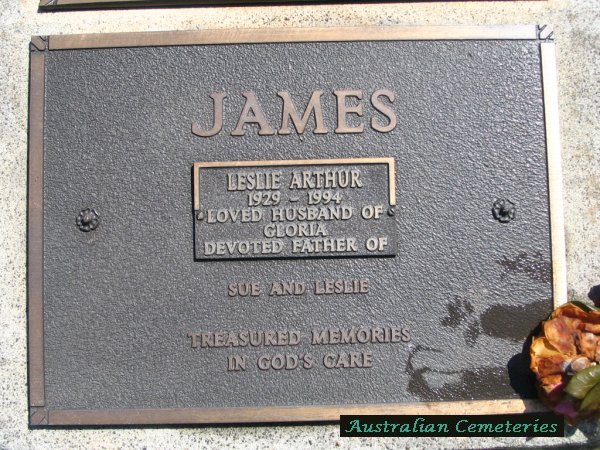 JAMES
LESLIE ARTHUR
1929 - 1994
LOVED HUSBAND OF
GLORIA
DEVOTED FATHER OF
SUE AND LESLIE
TREASURED MEMORIES
IN GOD'S CARE
Australian Cemeteries